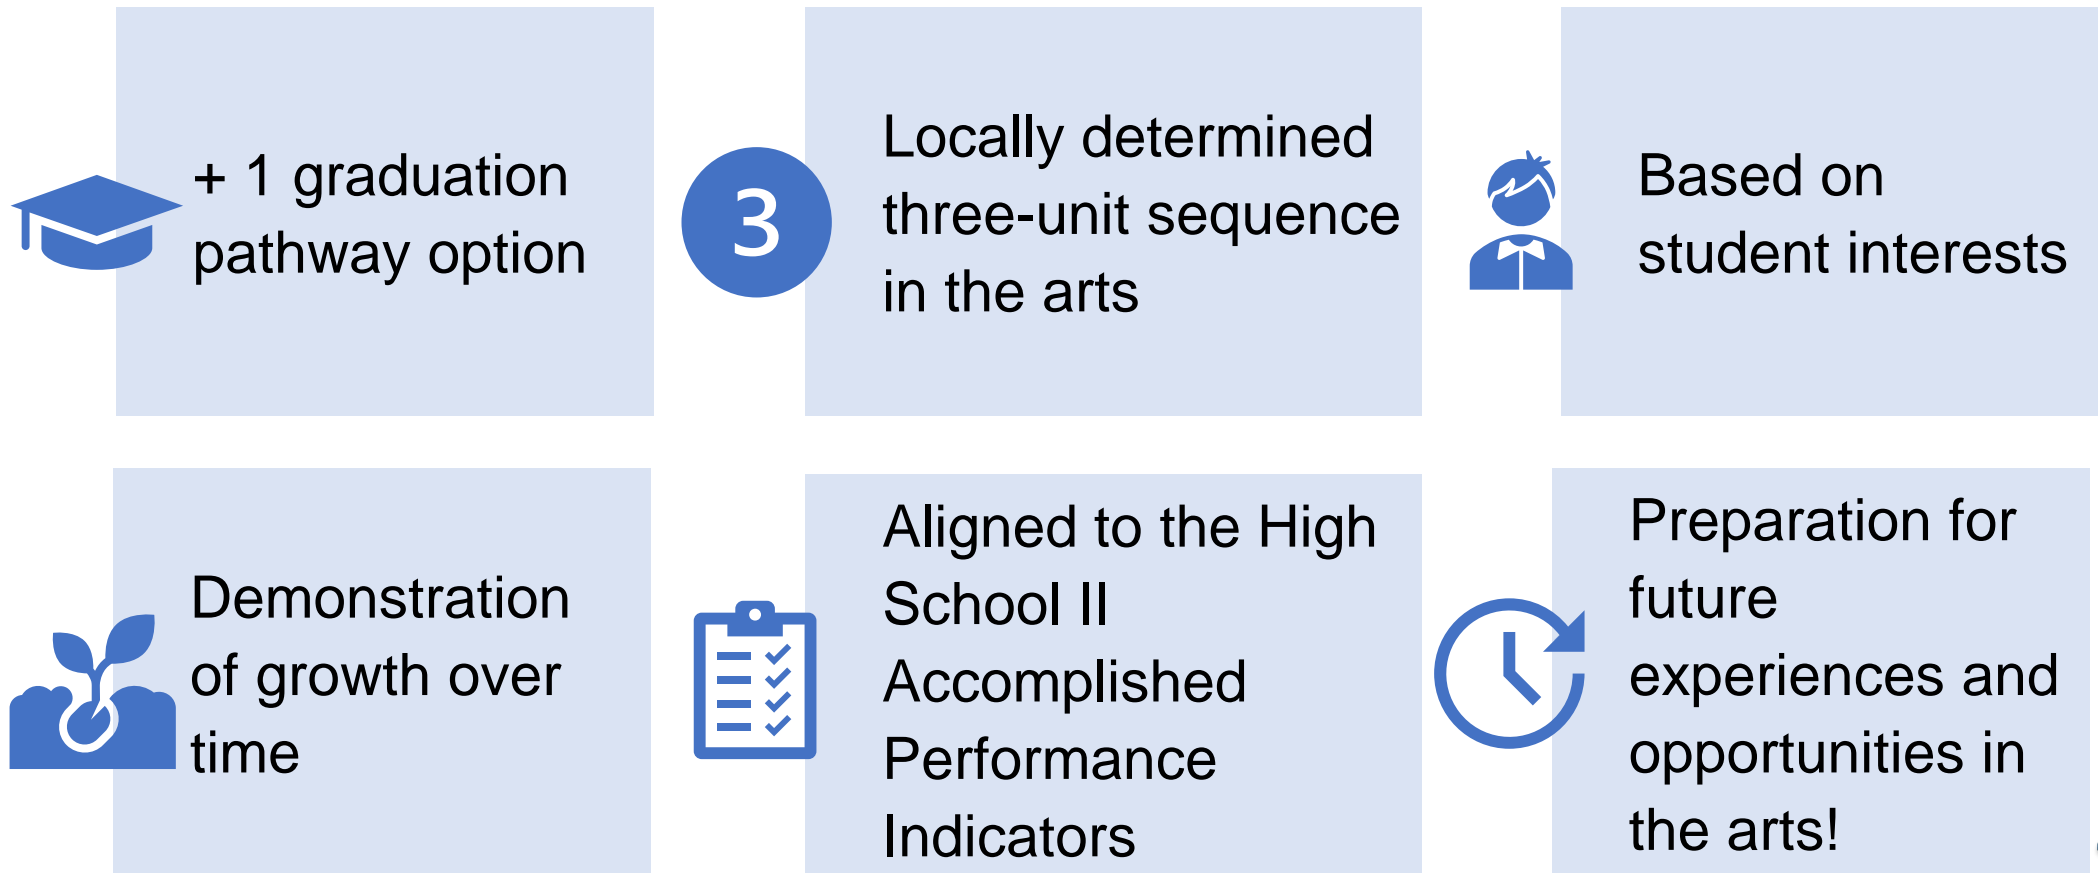 + 1 graduation
pathway option
3
Locally determined
three-unit sequence
in the arts
Based on
student interests
Demonstration
of growth over
time
Aligned to the High
School II
Accomplished
Performance
Indicators
Preparation for
future
experiences and
opportunities in
the arts!